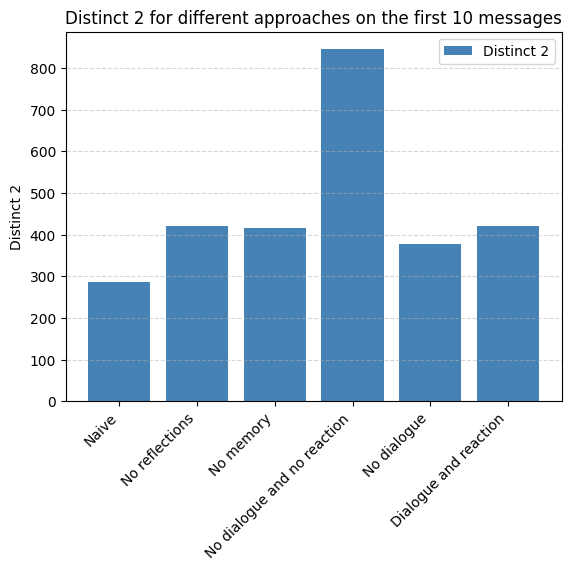 Distinct 2 for different approaches on the first 10 messages
Distinct 2
800
700
600
500
400
300
200
100
0
Distinct 2
Naive
No reflections
No memory
No dialogue and no reaction
No dialogue
Dialogue and reaction